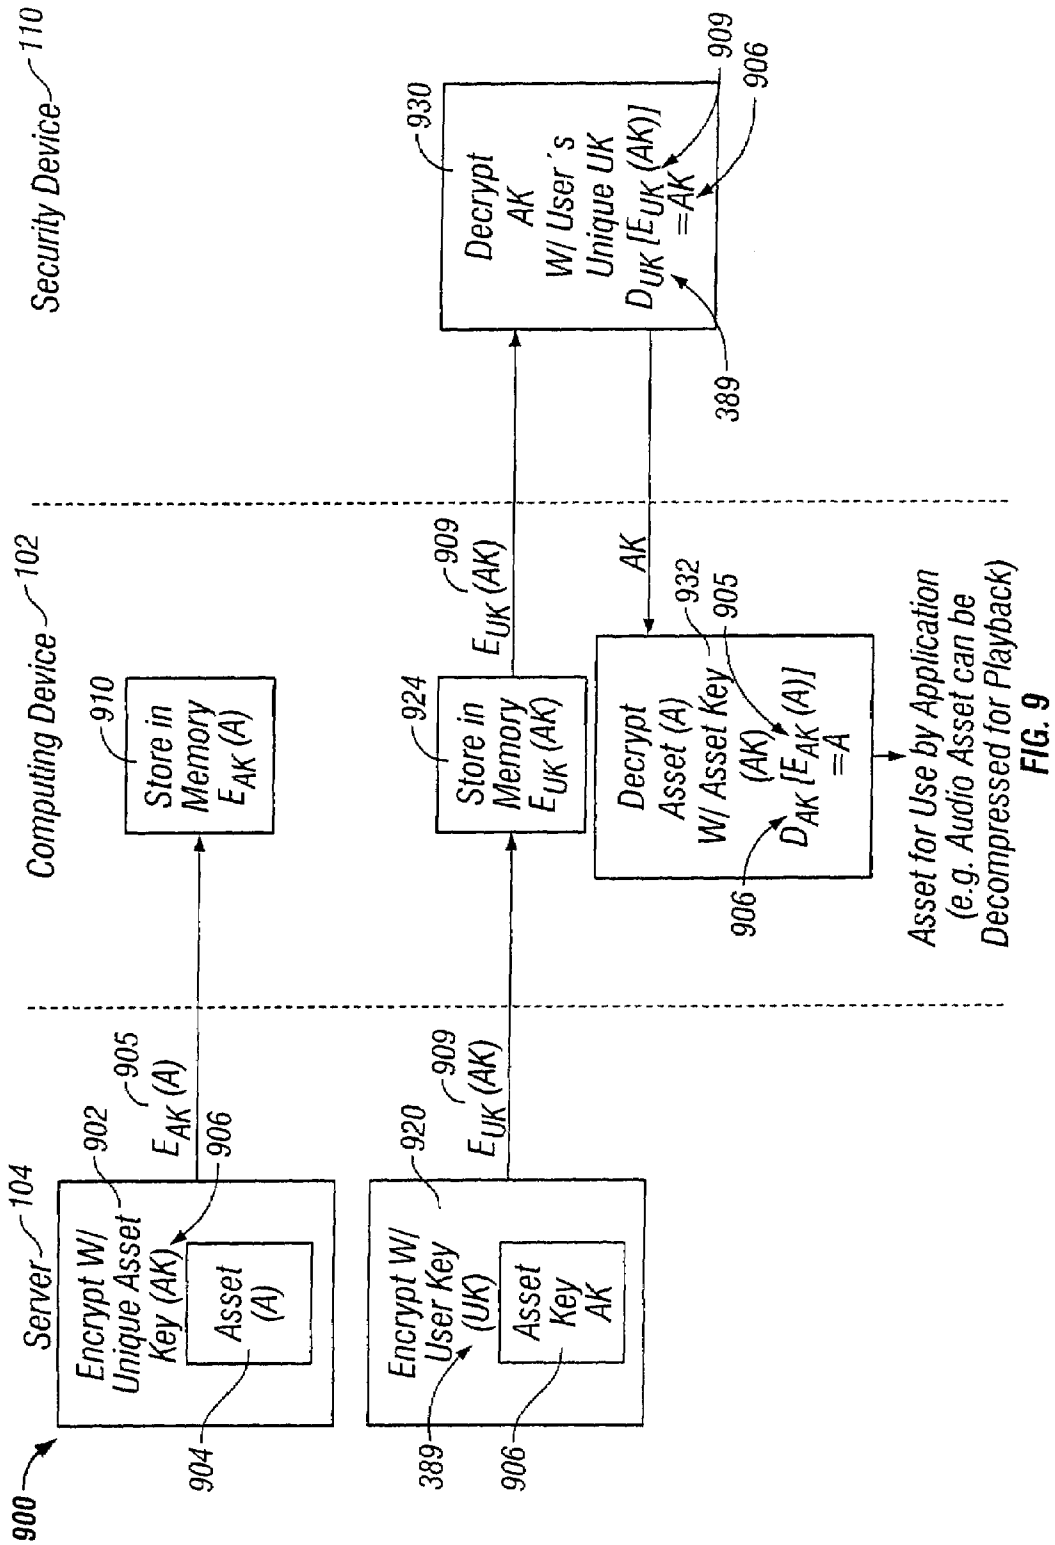 900
Server 104
Computing Device 102
Security Device 110
Encrypt W/
Unique Asset
Key (AK)
902
906
Asset
(A)
904
905
EAK (A)
910
Store in
Memory
EAK (A)
Encrypt W/
User Key
(UK)
920
389
Asset
Key
AK
906
909
EUK (AK)
924
Store in
Memory
EUK (AK)
909
EUK (AK)
930
Decrypt
AK
W/ User´s
Unique UK
DUK [EUK (AK)]
=AK
389
909
906
AK
Decrypt
Asset (A)
W/ Asset Key
(AK)
DAK [EAK (A)]
=A
932
905
906
Asset for Use by Application
(e.g. Audio Asset can be
Decompressed for Playback)
FIG. 9